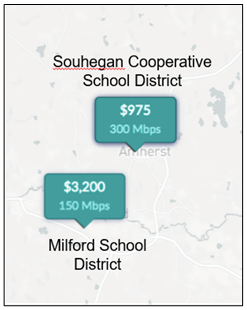 Souhegan Cooperative
School District
$975
300 Mbps
Amherst
$3,200
150 Mbps
Milford School
District